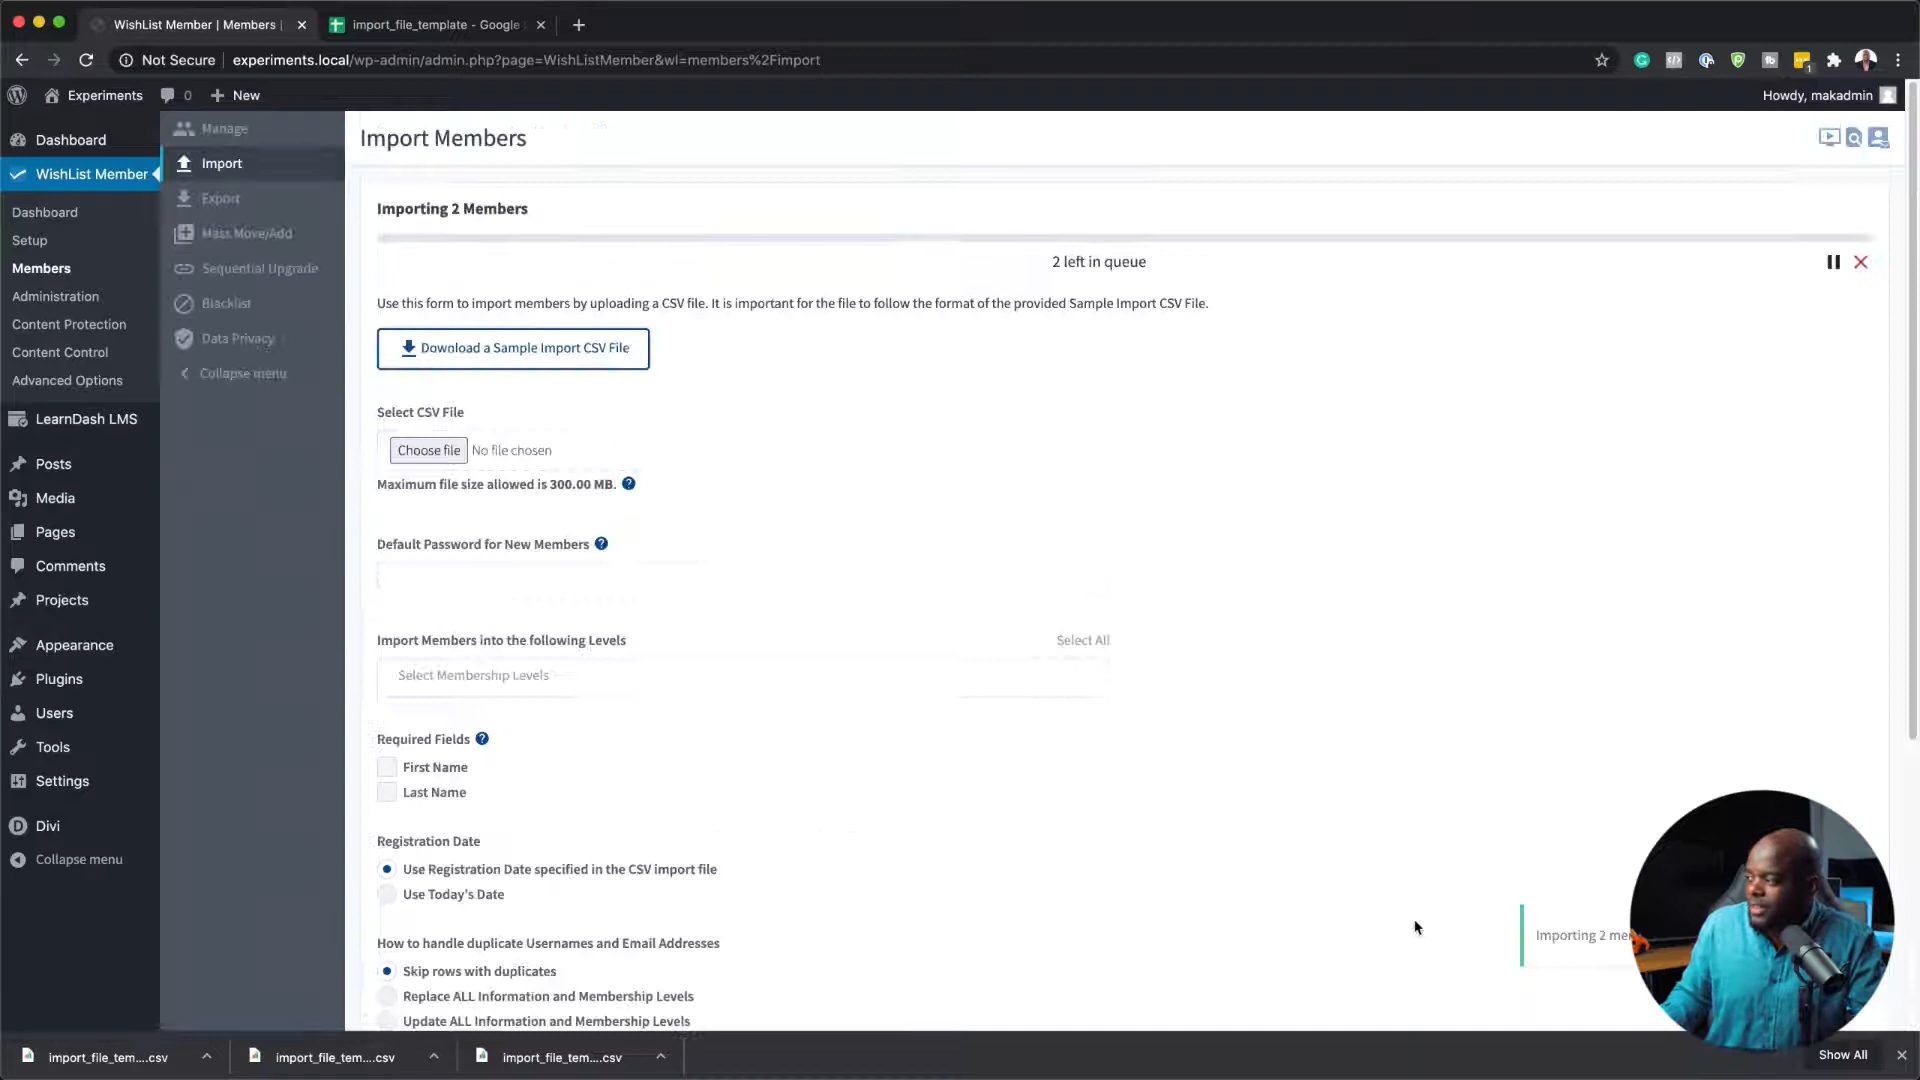 WishList Member | Members |
import_file_template - Google
Not Secure
experiments.local/wp-admin/admin.php?page=WishListMember&wl=members%2Fimport
1
Experiments
0
New
Howdy, makadmin
Dashboard
WishList Member
Dashboard
Setup
Members
Administration
Content Protection
Content Control
Advanced Options
LearnDash LMS
Posts
Media
Pages
Comments
Projects
Appearance
Plugins
Users
Tools
Settings
Divi
Collapse menu
Manage
Import
Export
Mass Move/Add
Sequential Upgrade
Blacklist
Data Privacy
Collapse menu
Import Members
Importing 2 Members
2 left in queue
Use this form to import members by uploading a CSV file. It is important for the file to follow the format of the provided Sample Import CSV File.
Download a Sample Import CSV File
Select CSV File
Choose file No file chosen
Maximum file size allowed is 300.00 MB.
Default Password for New Members
Import Members into the following Levels
Select All
Select Membership Levels
Required Fields
First Name
Last Name
Registration Date
Use Registration Date specified in the CSV import file
Use Today's Date
How to handle duplicate Usernames and Email Addresses
Skip rows with duplicates
Replace ALL Information and Membership Levels
Update ALL Information and Membership Levels
Importing 2 me
import_file_tem....csv
import_file_tem....csv
import_file_tem....csv
Show All